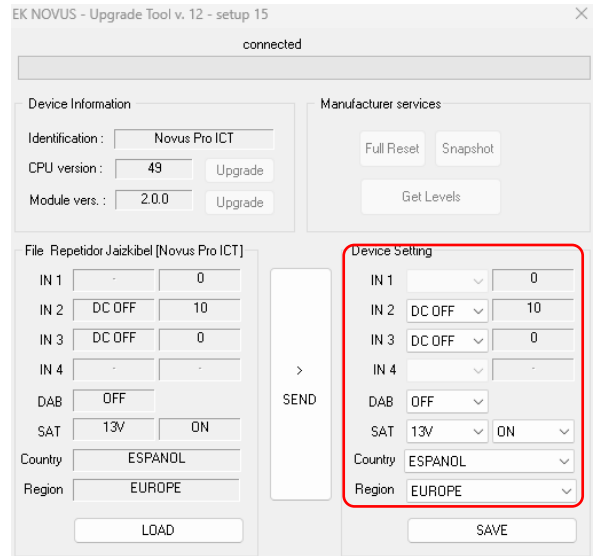 EK NOVUS - Upgrade Tool v. 12 - setup 15
connected
Device Information
Identification : Novus Pro ICT
CPU version : 49 Upgrade
Module vers. : 2.0.0 Upgrade
Manufacturer services
Full Reset Snapshot
Get Levels
File Repetidor Jaizkibel [Novus Pro ICT]
IN 1 - 0
IN 2 DC OFF 10
IN 3 DC OFF 0
IN 4 - -
DAB OFF
SAT 13V ON
Country ESPANOL
Region EUROPE
LOAD
>
SEND
Device Setting
IN 1 0
IN 2 DC OFF 10
IN 3 DC OFF 0
IN 4 -
DAB OFF
SAT 13V ON
Country ESPANOL
Region EUROPE
SAVE